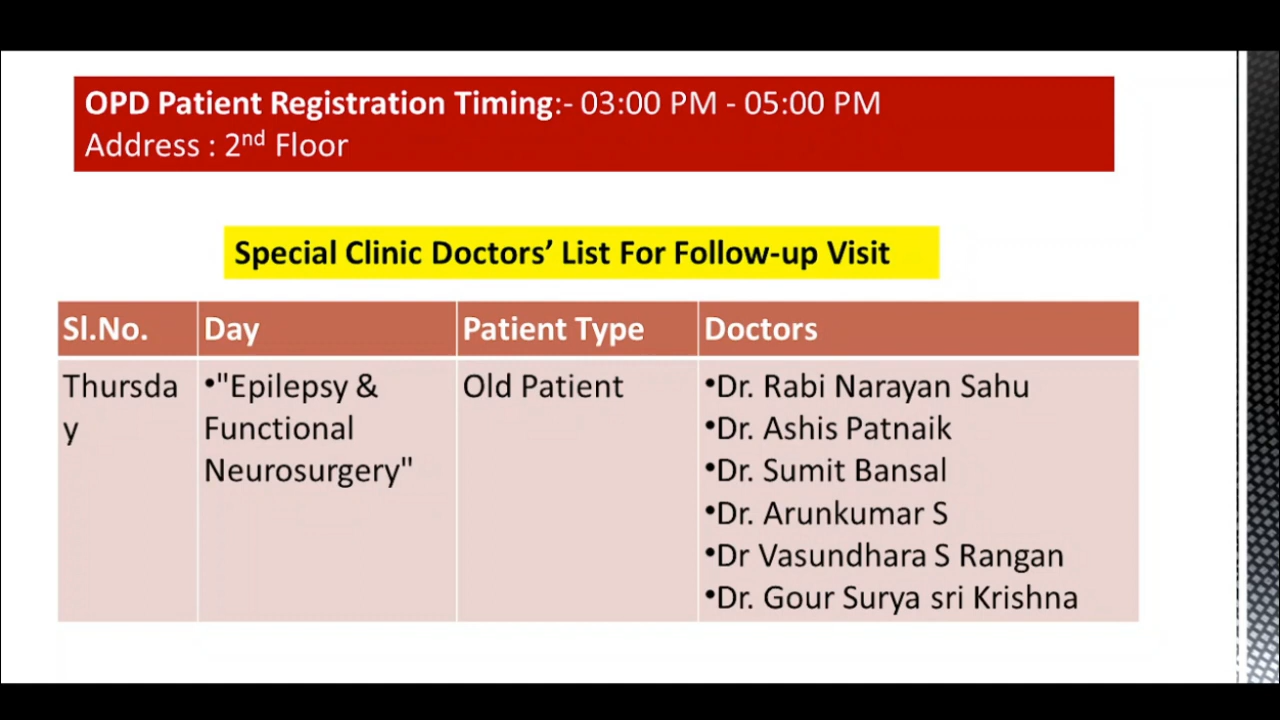 OPD Patient Registration Timing:- 03:00 PM - 05:00 PM
Address : 2nd Floor
Special Clinic Doctors’ List For Follow-up Visit
Sl.No. Day Patient Type Doctors
Thursda •"Epilepsy & Old Patient •Dr. Rabi Narayan Sahu
y Functional •Dr. Ashis Patnaik
Neurosurgery" •Dr. Sumit Bansal
•Dr. Arunkumar S
•Dr Vasundhara S Rangan
•Dr. Gour Surya sri Krishna